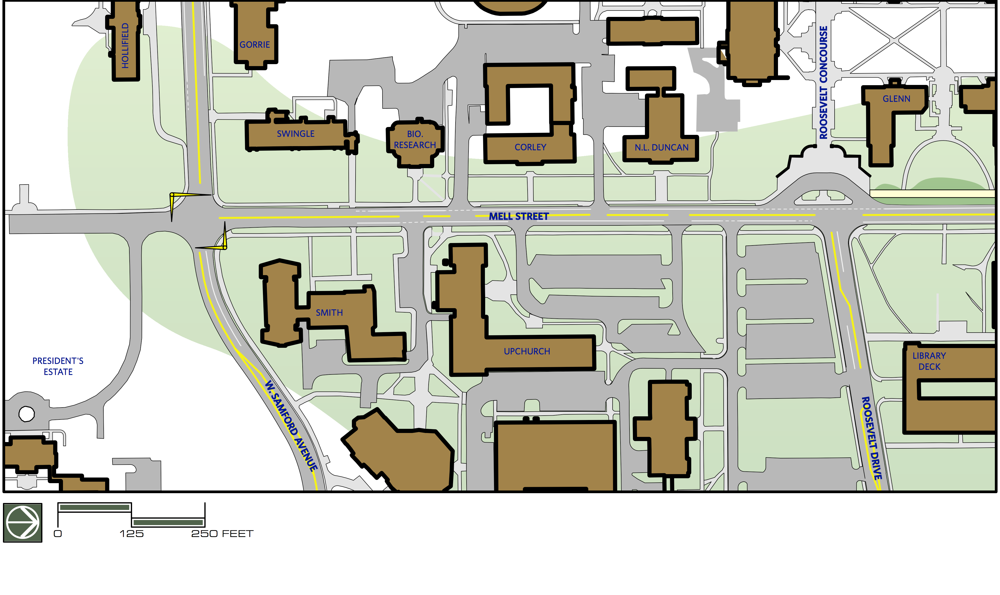 HOLLIFIELD
GORRIE
ROOSEVELT CONCOURSE
GLENN
SWINGLE
BIO.
RESEARCH
CORLEY
N.L. DUNCAN
MELL STREET
SMITH
UPCHURCH
PRESIDENT'S
ESTATE
LIBRARY
DECK
W. SAMFORD AVENUE
ROOSEVELT DRIVE
0 125 250 FEET